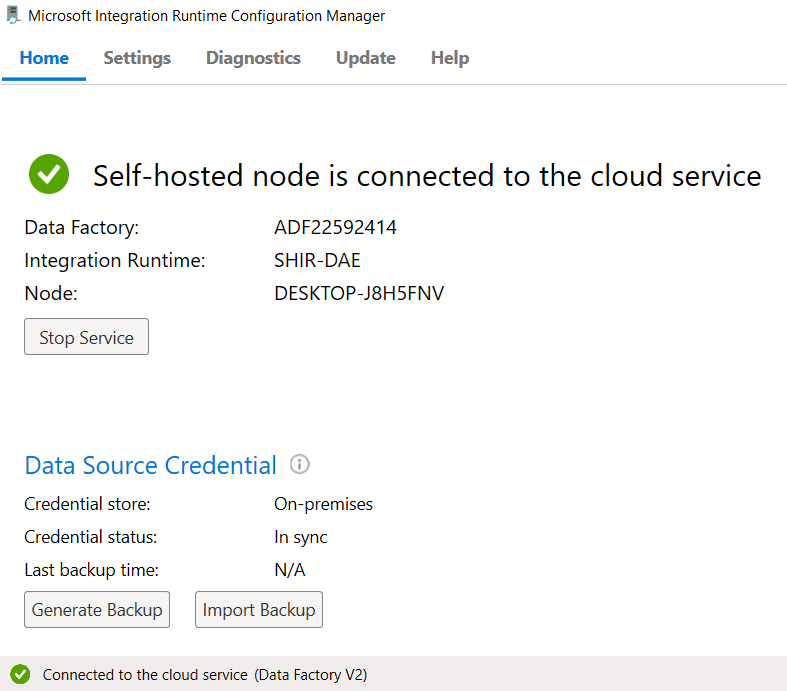 Microsoft Integration Runtime Configuration Manager
Home Settings Diagnostics Update Help
Self-hosted node is connected to the cloud service
Data Factory: ADF22592414
Integration Runtime: SHIR-DAE
Node: DESKTOP-J8H5FNV
Stop Service
Data Source Credential
Credential store: On-premises
Credential status: In sync
Last backup time: N/A
Generate Backup Import Backup
Connected to the cloud service (Data Factory V2)